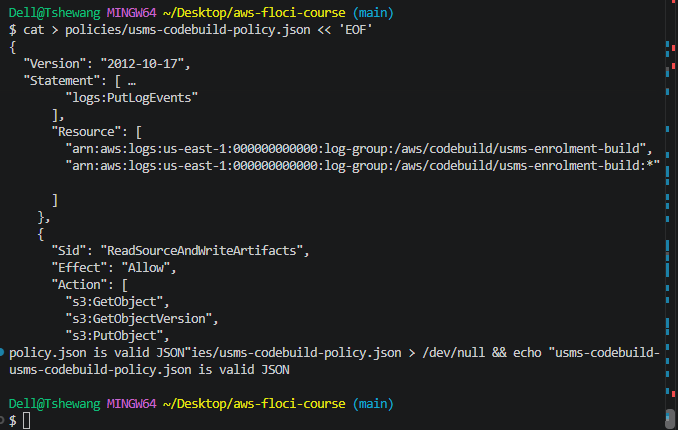 Dell@Tshewang MINGW64 ~/Desktop/aws-floci-course (main)
$ cat > policies/usms-codebuild-policy.json << 'EOF'
{
  "Version": "2012-10-17",
  "Statement": [ …
        "logs:PutLogEvents"
      ],
      "Resource": [
        "arn:aws:logs:us-east-1:000000000000:log-group:/aws/codebuild/usms-enrolment-build",
        "arn:aws:logs:us-east-1:000000000000:log-group:/aws/codebuild/usms-enrolment-build:*"
      ]
    },
    {
      "Sid": "ReadSourceAndWriteArtifacts",
      "Effect": "Allow",
      "Action": [
        "s3:GetObject",
        "s3:GetObjectVersion",
        "s3:PutObject",
policy.json is valid JSON"ies/usms-codebuild-policy.json > /dev/null && echo "usms-codebuild-
usms-codebuild-policy.json is valid JSON
Dell@Tshewang MINGW64 ~/Desktop/aws-floci-course (main)
$